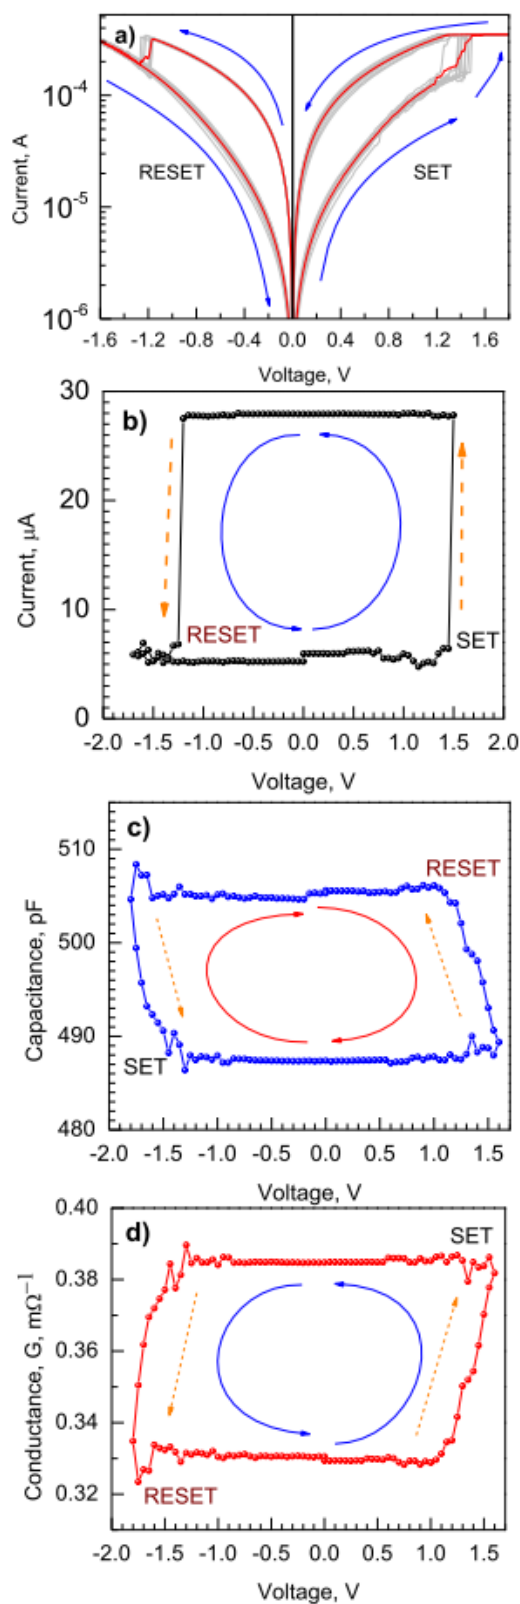 a)
10⁻⁴
10⁻⁵
10⁻⁶
Current, A
RESET
SET
-1.6 -1.2 -0.8 -0.4 0.0 0.4 0.8 1.2 1.6
Voltage, V
b)
30
20
10
0
Current, μA
RESET
SET
-2.0 -1.5 -1.0 -0.5 0.0 0.5 1.0 1.5 2.0
Voltage, V
c)
510
500
490
480
Capacitance, pF
RESET
SET
-2.0 -1.5 -1.0 -0.5 0.0 0.5 1.0 1.5
Voltage, V
d)
0.40
0.38
0.36
0.34
0.32
Conductance, G, mΩ⁻¹
SET
RESET
-2.0 -1.5 -1.0 -0.5 0.0 0.5 1.0 1.5
Voltage, V